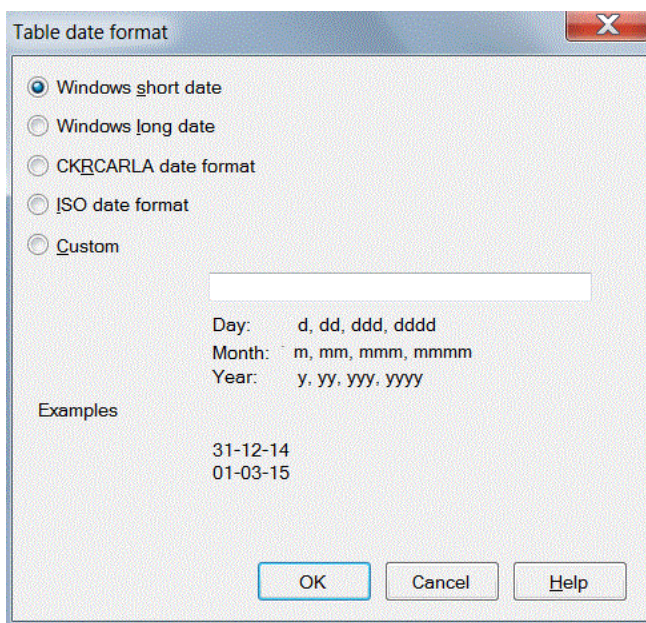 Table date format
Windows short date
Windows long date
CKRCARLA date format
ISO date format
Custom
Day: d, dd, ddd, dddd
Month: m, mm, mmm, mmmm
Year: y, yy, yyy, yyyy
Examples
31-12-14
01-03-15
OK Cancel Help